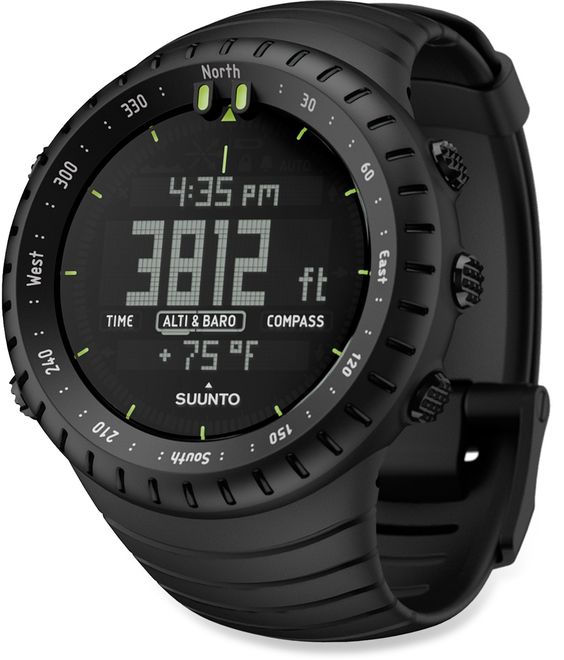 North
30
60
East
120
150
South
210
240
West
300
330
4:35 PM
3812 ft
TIME ALTI & BARO COMPASS
+75°F
SUUNTO